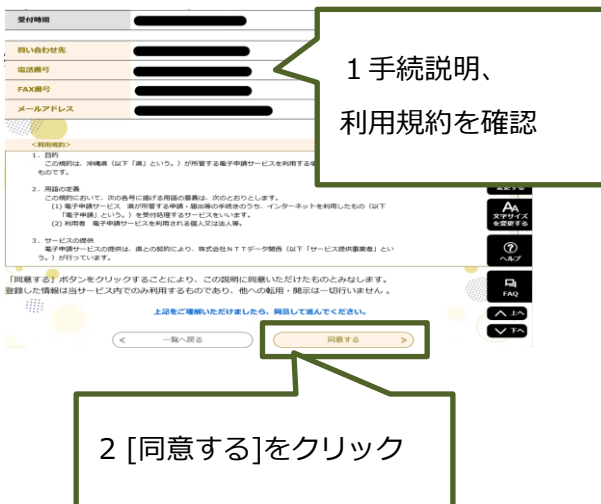 受付時間
問い合わせ先
電話番号
FAX番号
メールアドレス
1手続説明、
利用規約を確認
<利用規約>
1. 目的
この規約は、沖縄県（以下「県」という。）が所管する電子申請サービスを利用する
ものです。
2. 用語の定義
この規約において、次の各号に掲げる用語の意義は、次のとおりとします。
(1) 電子申請サービス 県が所管する申請・届出等の手続きのうち、インターネットを利用したもの（以下
「電子申請」という。）を受付処理するサービスをいいます。
(2) 利用者 電子申請サービスを利用される個人又は法人等。
3. サービスの提供
電子申請サービスの提供は、県との契約により、株式会社NTTデータ関西（以下「サービス提供事業者」とい
う。）が行っています。
変更する
AA
文字サイズ
を変更する
?
ヘルプ
FAQ
上へ
下へ
「同意する」ボタンをクリックすることにより、この説明に同意いただけたものとみなします。
登録した情報は当サービス内でのみ利用するものであり、他への転用・開示は一切行いません 。
上記をご理解いただけましたら、同意して進んでください。
< 一覧へ戻る
同意する >
2 [同意する]をクリック